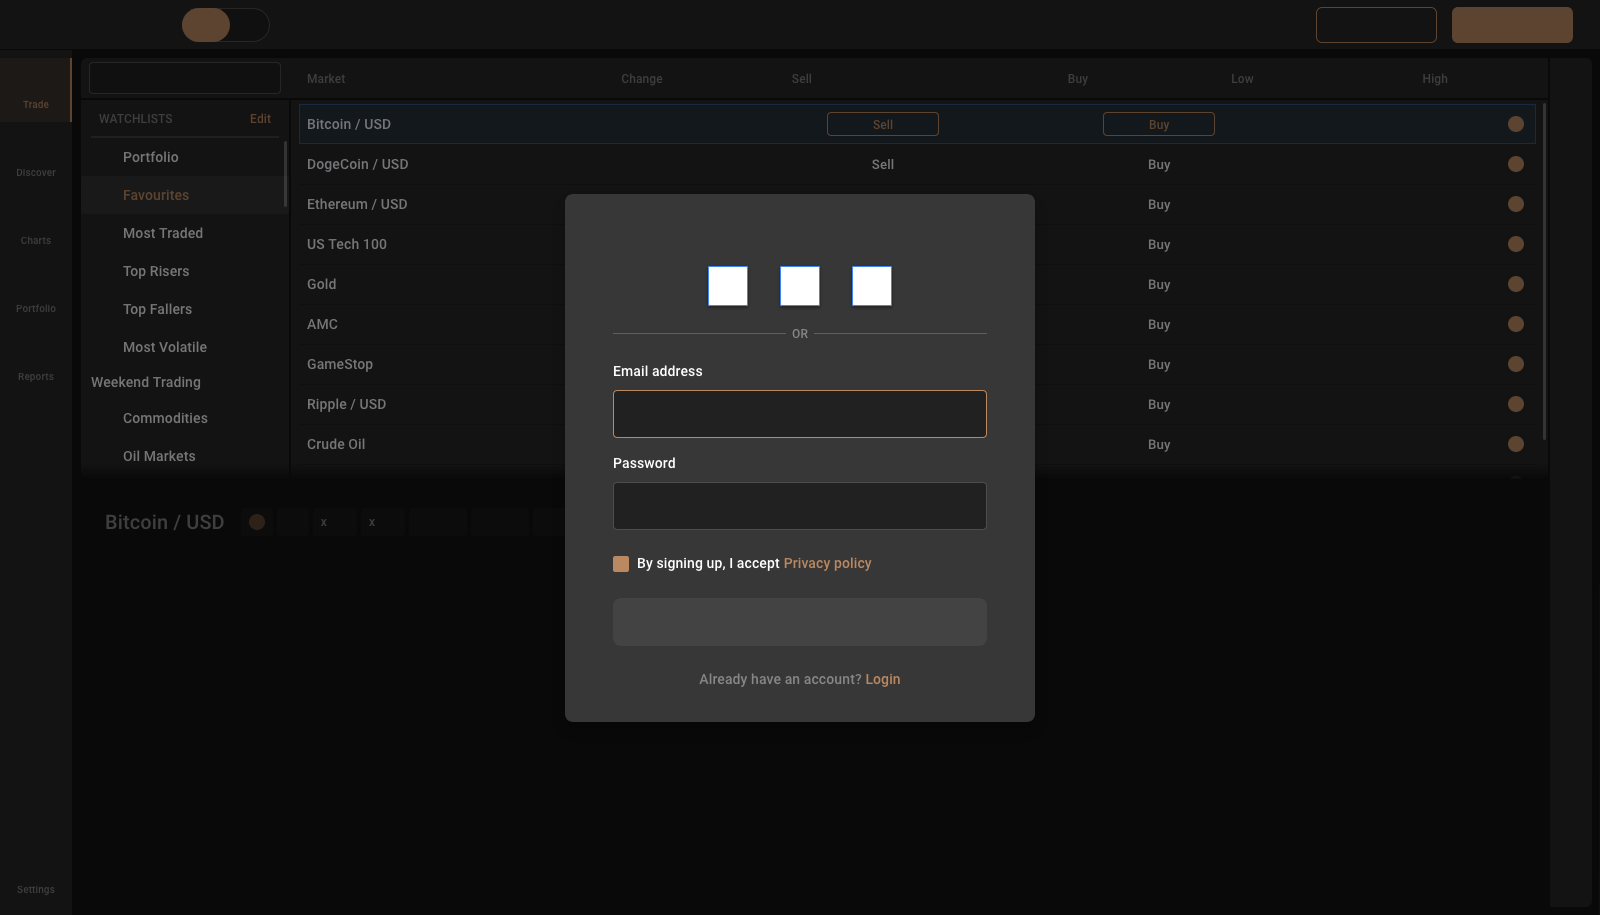 Trade
Discover
Charts
Portfolio
Reports
Settings
Market Change Sell Buy Low High
WATCHLISTS Edit
Portfolio
Favourites
Most Traded
Top Risers
Top Fallers
Most Volatile
Weekend Trading
Commodities
Oil Markets
Bitcoin / USD Sell Buy
DogeCoin / USD Sell Buy
Ethereum / USD Buy
US Tech 100 Buy
Gold Buy
AMC Buy
GameStop Buy
Ripple / USD Buy
Crude Oil Buy
Bitcoin / USD x x
OR
Email address
Password
By signing up, I accept Privacy policy
Already have an account? Login